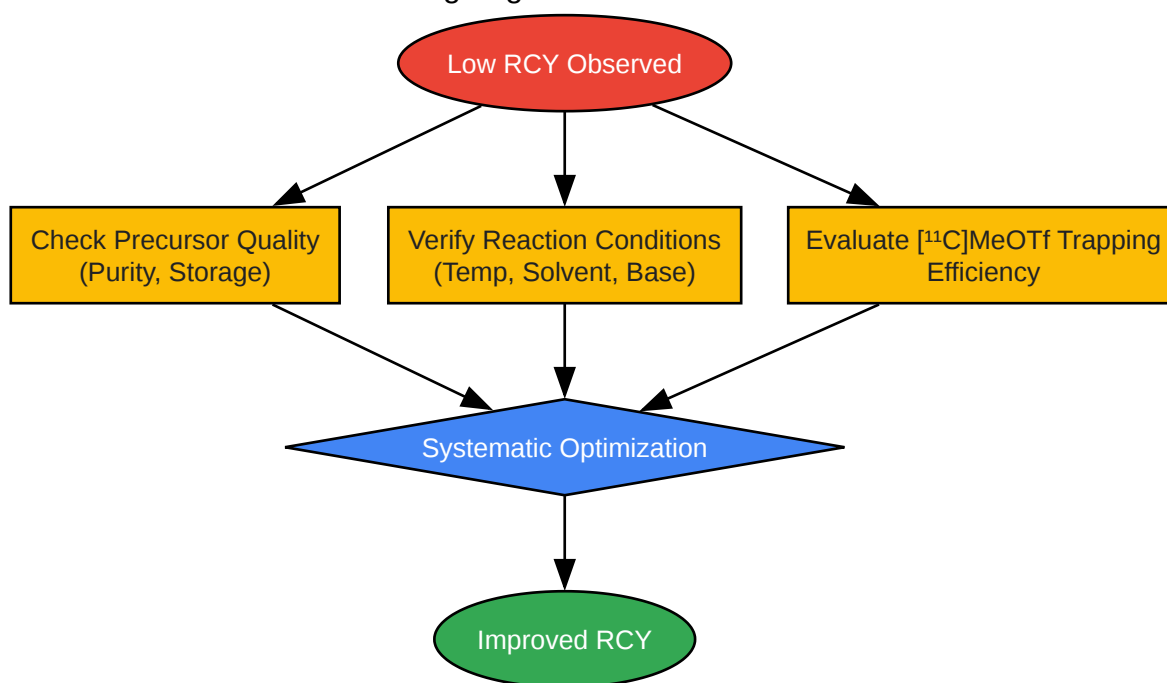 Low RCY Observed
Check Precursor Quality
(Purity, Storage)
Verify Reaction Conditions
(Temp, Solvent, Base)
Evaluate [¹¹C]MeOTf Trapping
Efficiency
Systematic Optimization
Improved RCY